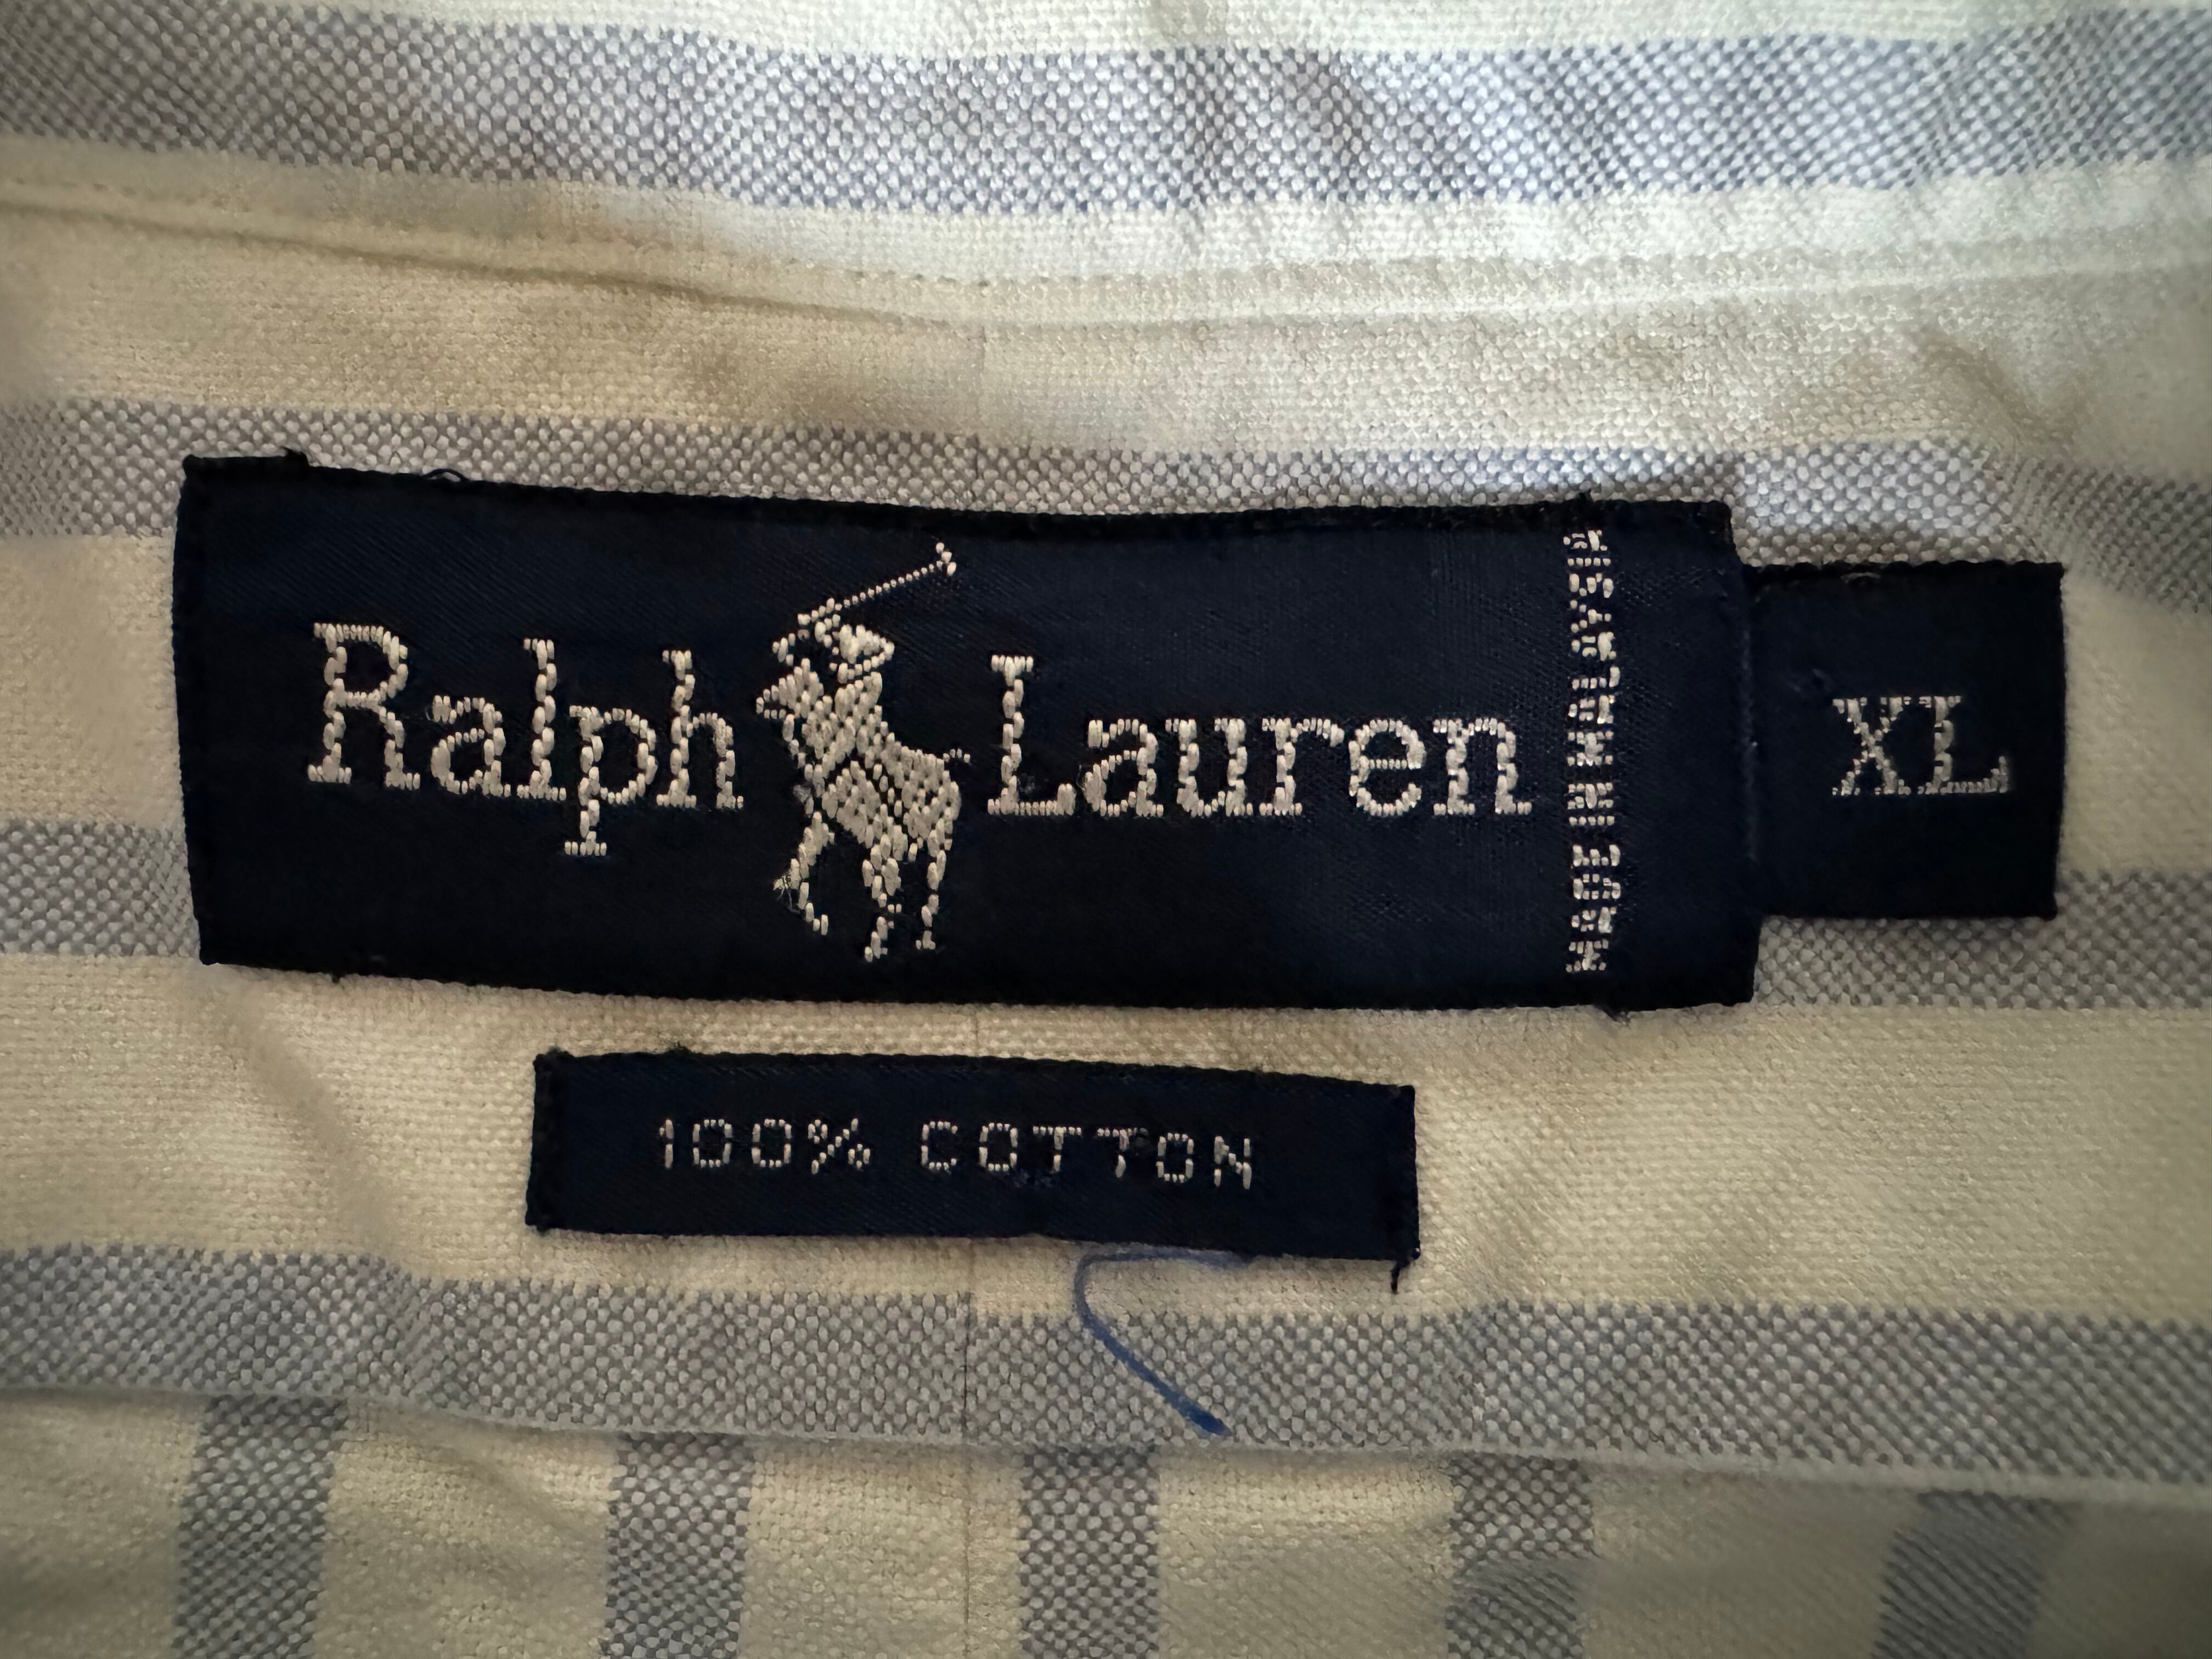 Ralph Lauren
MADE IN MALAYSIA
XL
100% COTTON